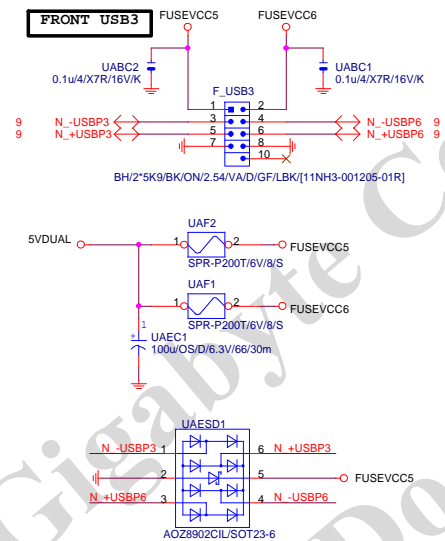 FRONT USB3
FUSEVCC5 FUSEVCC6
UABC2
0.1u/4/X7R/16V/K
UABC1
0.1u/4/X7R/16V/K
F_USB3
1 2
9 N_-USBP3 3 4 N_-USBP6 9
9 N_+USBP3 5 6 N_+USBP6 9
7 8
10
BH/2*5K9/BK/ON/2.54/VA/D/GF/LBK/[11NH3-001205-01R]
UAF2
5VDUAL 1 2 FUSEVCC5
SPR-P200T/6V/8/S
UAF1
1 2 FUSEVCC6
SPR-P200T/6V/8/S
1
+ UAEC1
100u/OS/D/6.3V/66/30m
UAESD1
N_-USBP3 1 6 N_+USBP3
2 5 FUSEVCC5
N_+USBP6 3 4 N_-USBP6
AOZ8902CIL/SOT23-6
Gigabyte Co
Do